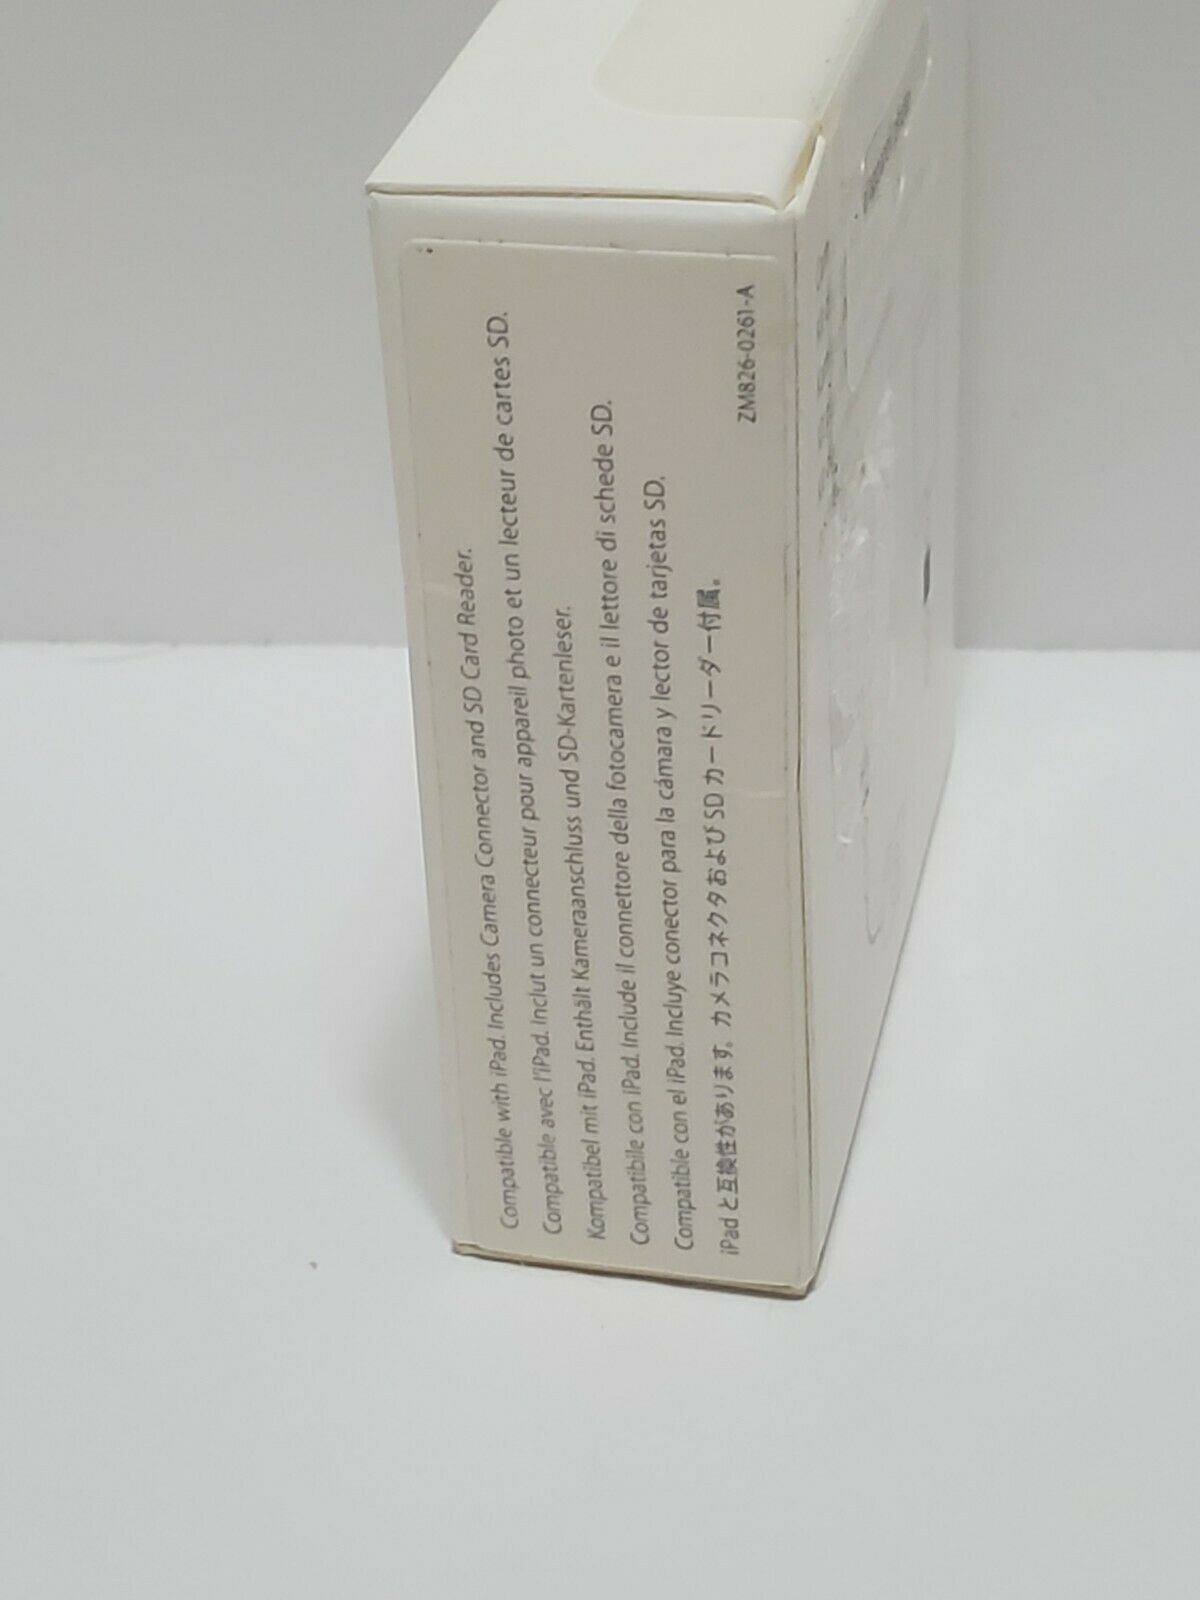 Compatible with iPad. Includes Camera Connector and SD Card Reader.
Compatible avec l'iPad. Inclut un connecteur pour appareil photo et un lecteur de cartes SD.
Kompatibel mit iPad. Enthält Kameraanschluss und SD-Kartenleser.
Compatibile con iPad. Include il connettore della fotocamera e il lettore di schede SD.
Compatible con el iPad. Incluye conector para la cámara y lector de tarjetas SD.
iPad と互換性があります。カメラコネクタおよび SD カードリーダー付属。
ZM826-0261-A